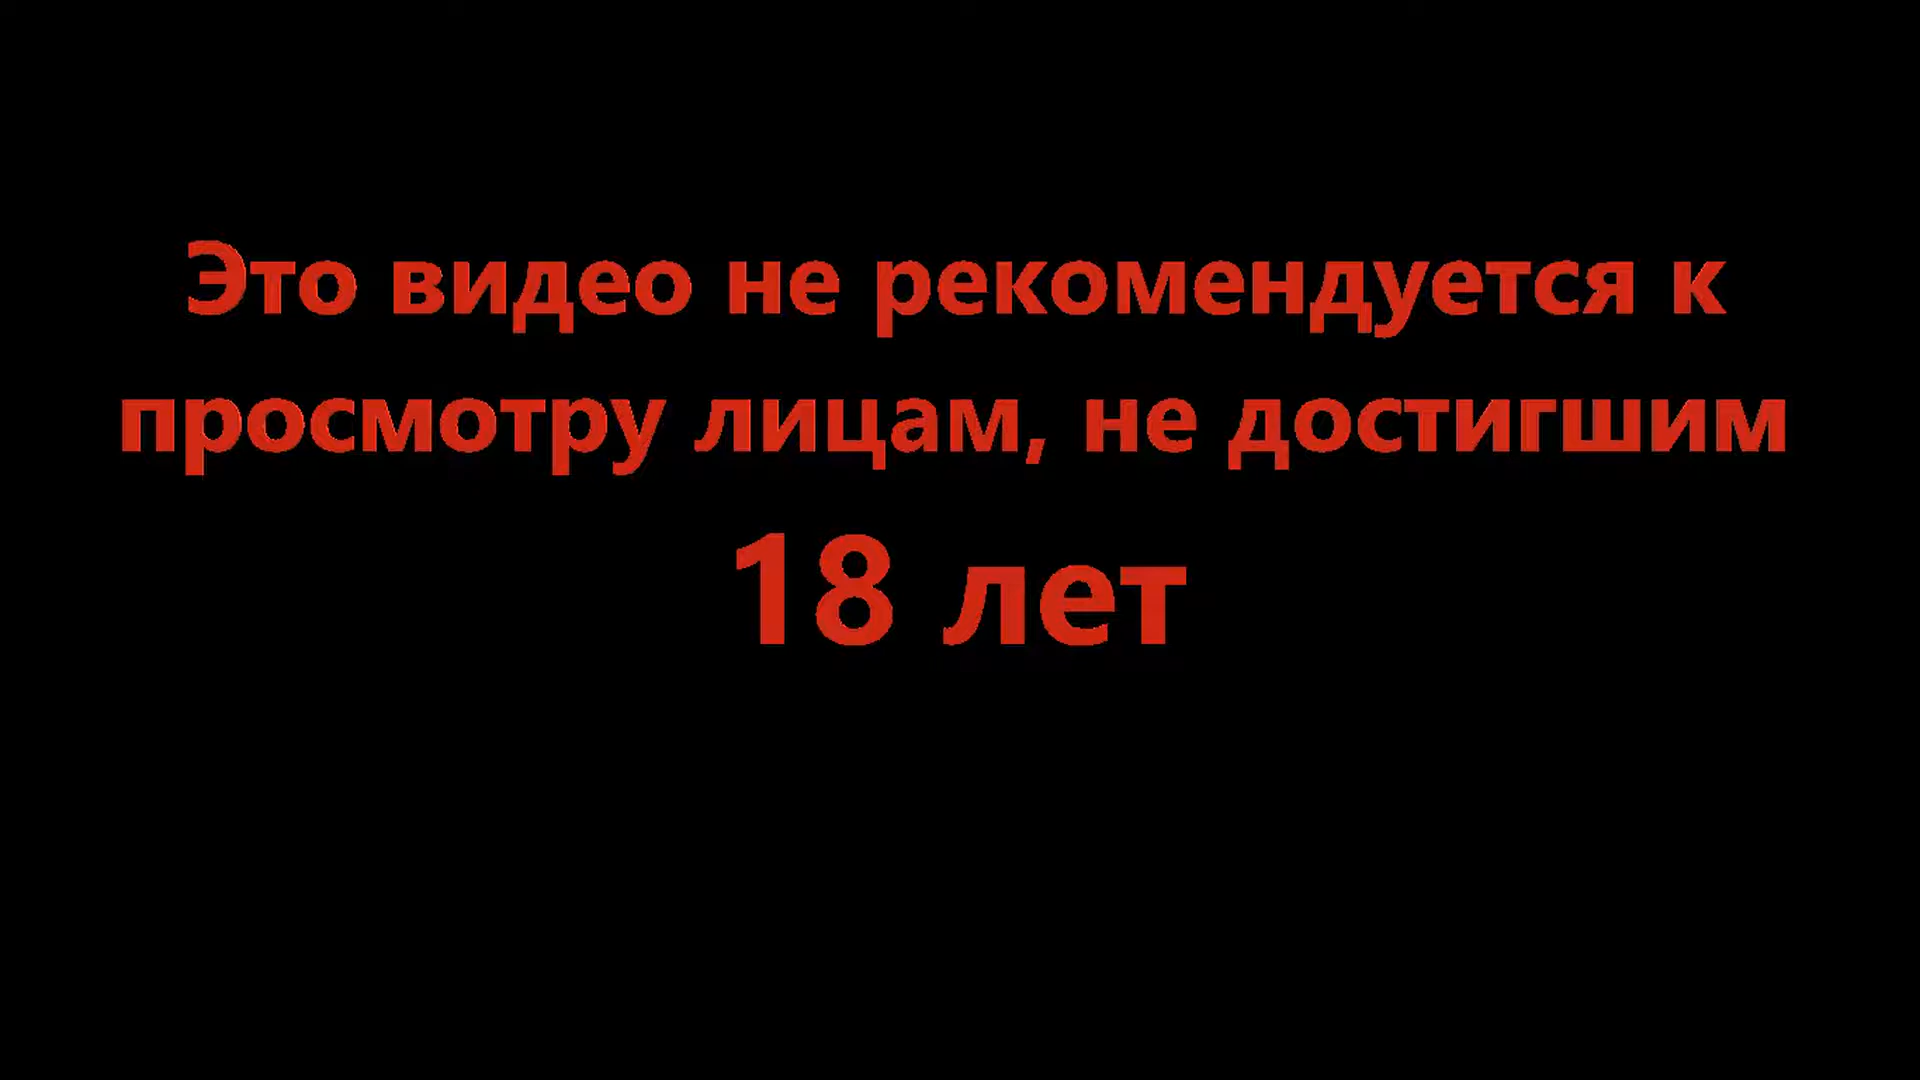 Это видео не рекомендуется к
просмотру лицам, не достигшим
18 лет